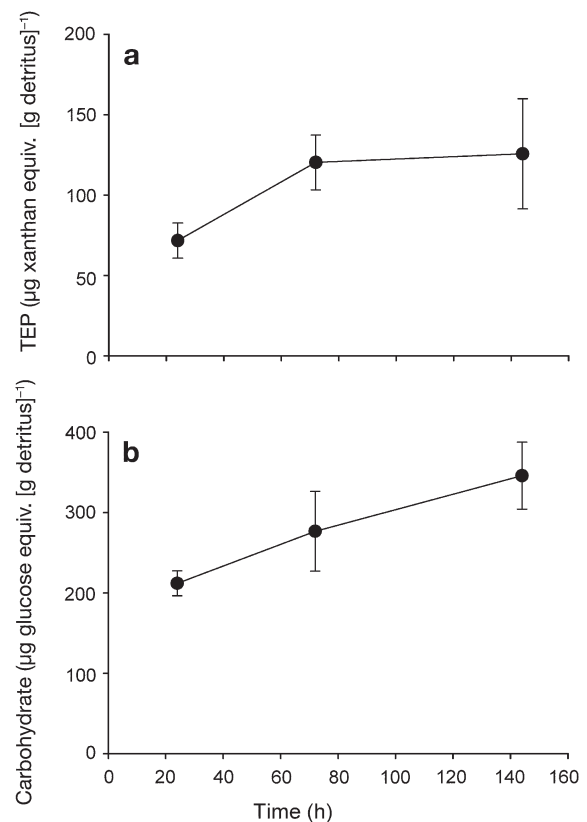 a
TEP (µg xanthan equiv. [g detritus]⁻¹)
200
150
100
50
0
b
Carbohydrate (µg glucose equiv. [g detritus]⁻¹)
400
300
200
100
0
0 20 40 60 80 100 120 140 160
Time (h)